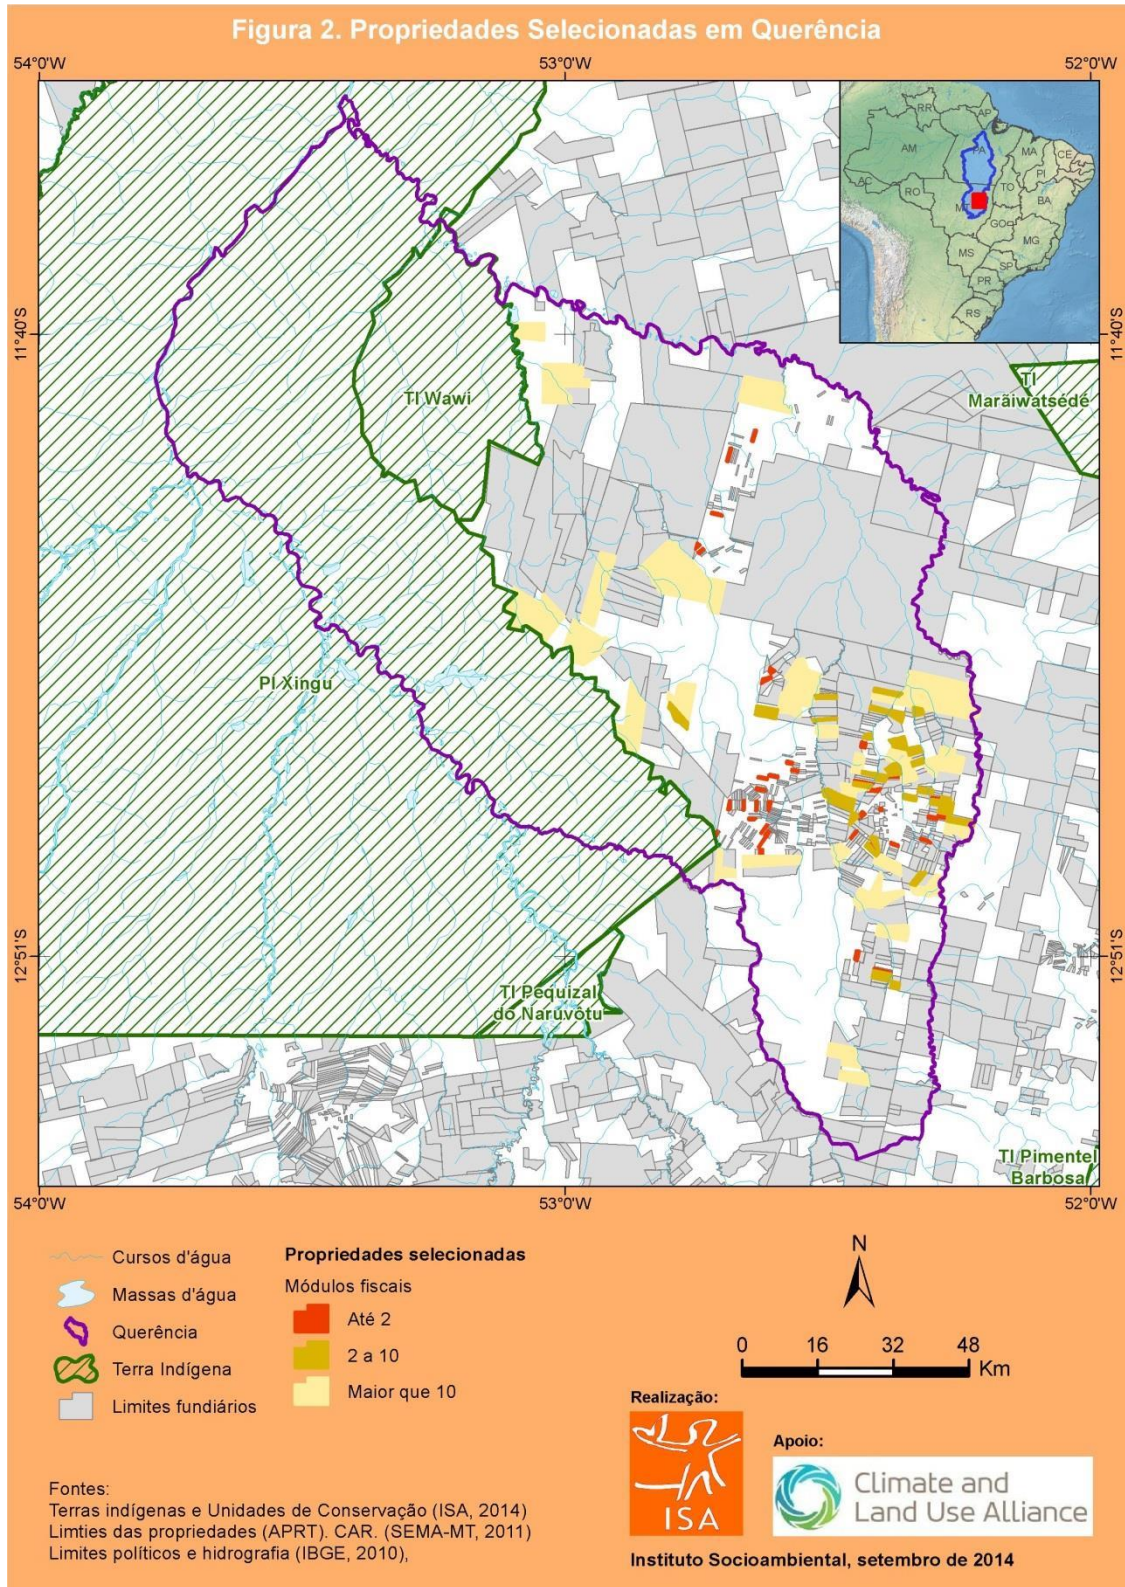 Figura 2. Propriedades Selecionadas em Querência
54°0'W
53°0'W
52°0'W
RR
AP
AM
PA
MA
CE
PI
AC
RO
TO
BA
MT
GO
MG
MS
SP
PR
RS
11°40'S
11°40'S
TI
Marãiwatsédé
TI Wawi
PI Xingu
12°51'S
12°51'S
TI Pequizal
do Naruvôtu
TI Pimentel
Barbosa
54°0'W
53°0'W
52°0'W
Cursos d'água
Massas d'água
Querência
Terra Indígena
Limites fundiários
Propriedades selecionadas
Módulos fiscais
Até 2
2 a 10
Maior que 10
N
0 16 32 48
Km
Realização:
ISA
Apoio:
Climate and
Land Use Alliance
Fontes:
Terras indígenas e Unidades de Conservação (ISA, 2014)
Limties das propriedades (APRT). CAR. (SEMA-MT, 2011)
Limites políticos e hidrografia (IBGE, 2010),
Instituto Socioambiental, setembro de 2014